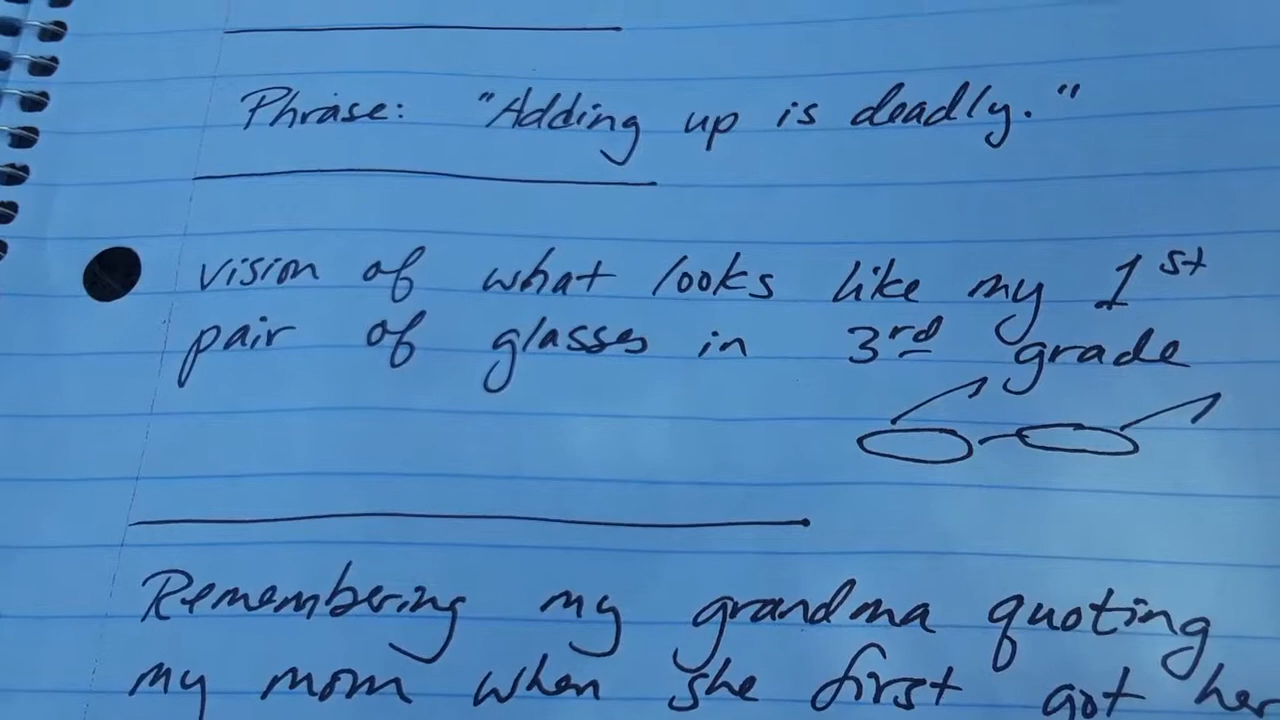 Phrase: "Adding up is deadly."
vision of what looks like my 1st
pair of glasses in 3rd grade
Remembering my grandma quoting
my mom when she first got her